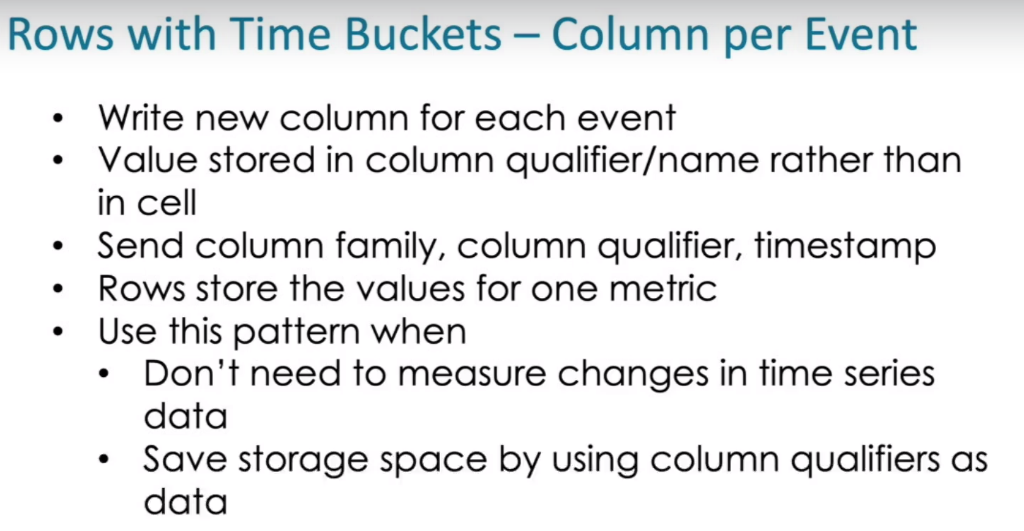 Rows with Time Buckets – Column per Event
• Write new column for each event
• Value stored in column qualifier/name rather than
in cell
• Send column family, column qualifier, timestamp
• Rows store the values for one metric
• Use this pattern when
• Don't need to measure changes in time series
data
• Save storage space by using column qualifiers as
data